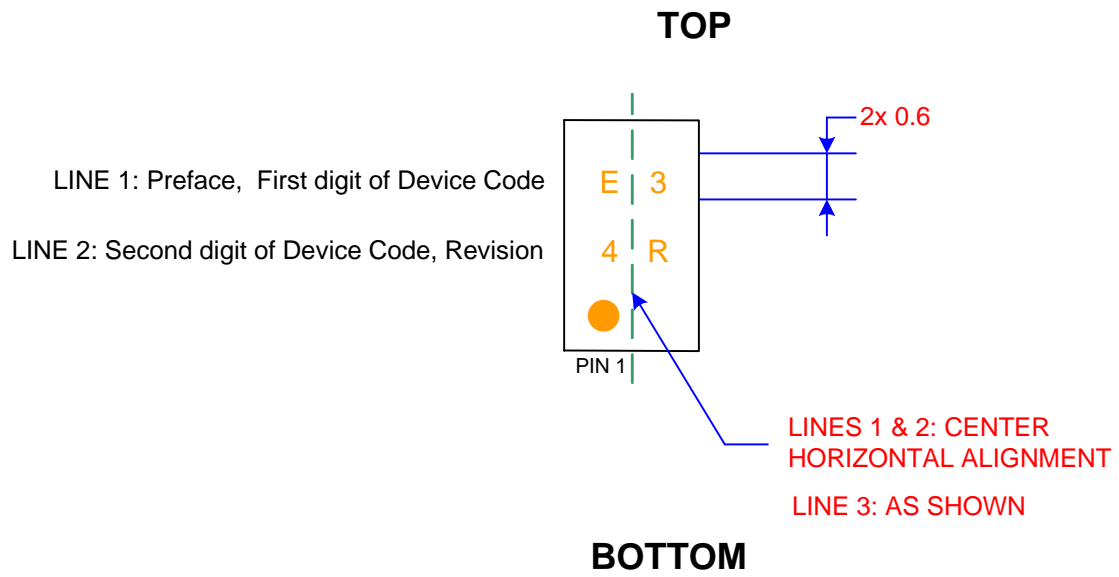 TOP
2x 0.6
LINE 1: Preface,  First digit of Device Code
E 3
LINE 2: Second digit of Device Code, Revision
4 R
PIN 1
LINES 1 & 2: CENTER
HORIZONTAL ALIGNMENT
LINE 3: AS SHOWN
BOTTOM